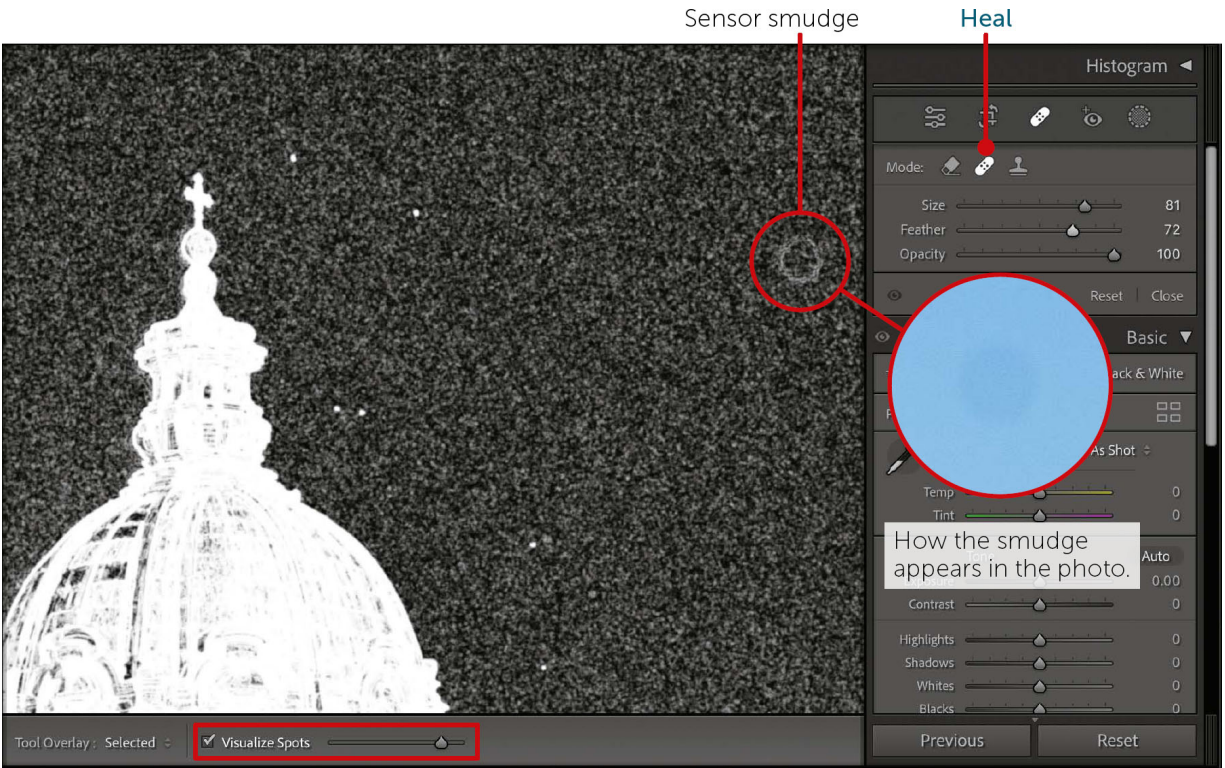 Sensor smudge
Heal
Histogram
Mode:
Size 81
Feather 72
Opacity 100
Reset Close
Basic
ack & White
As Shot
Temp 0
Tint 0
How the smudge
appears in the photo.
Auto
0.00
Contrast 0
Highlights 0
Shadows 0
Whites 0
Blacks 0
Tool Overlay : Selected
Visualize Spots
Previous
Reset